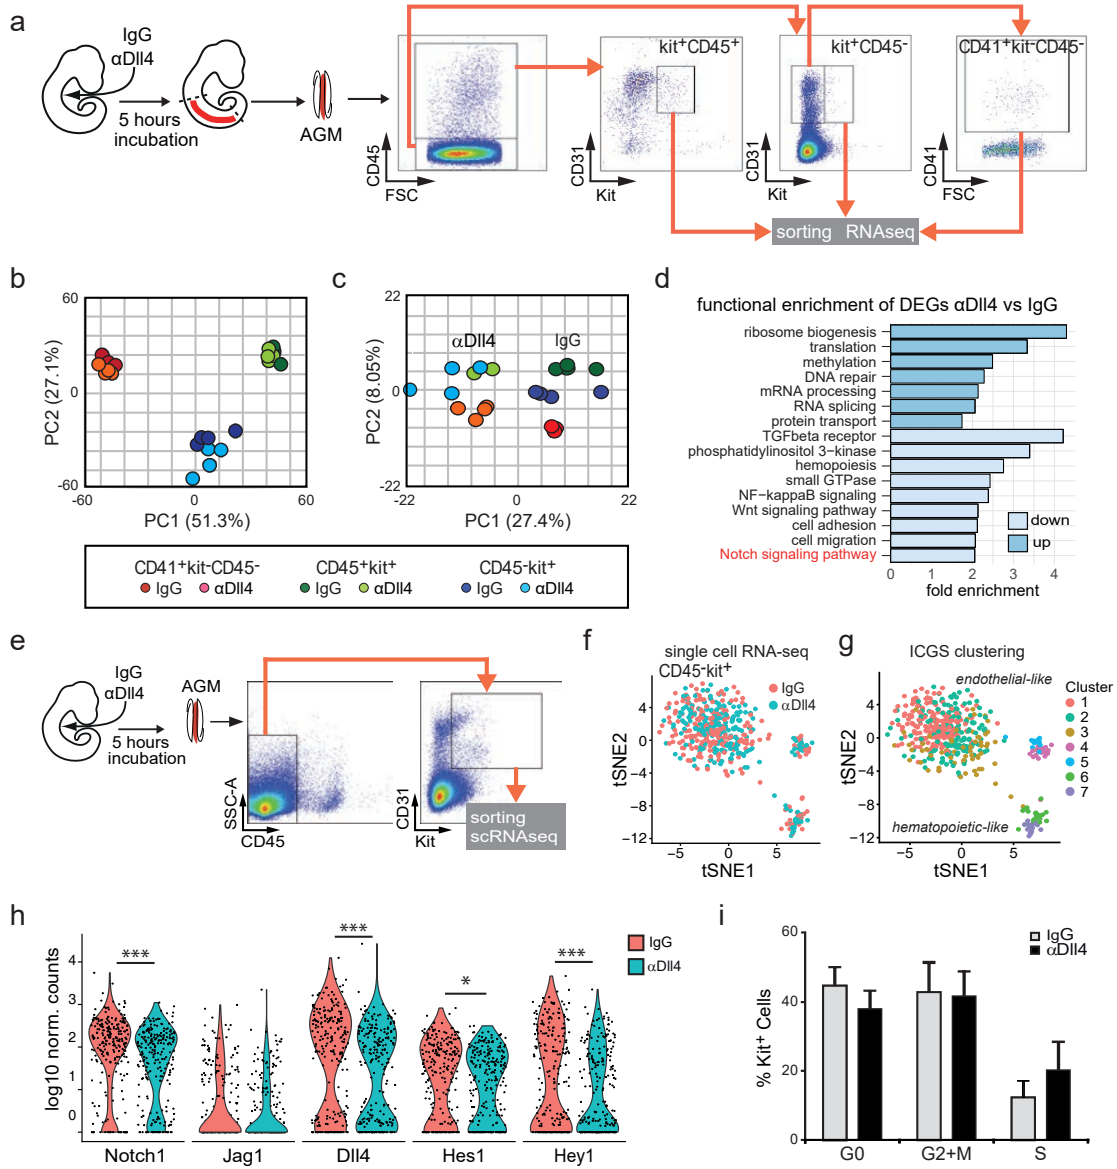 a
IgG
αDll4
5 hours
incubation
AGM
CD45
FSC
kit+CD45+
CD31
Kit
kit+CD45-
CD31
Kit
CD41+kit-CD45-
CD41
FSC
sorting RNAseq
b
60
0
-60
PC2 (27.1%)
-60 0 60
PC1 (51.3%)
c
22
0
-22
PC2 (8.05%)
αDll4 IgG
-22 0 22
PC1 (27.4%)
CD41+kit-CD45- CD45+kit+ CD45-kit+
IgG αDll4 IgG αDll4 IgG αDll4
d
functional enrichment of DEGs αDll4 vs IgG
ribosome biogenesis
translation
methylation
DNA repair
mRNA processing
RNA splicing
protein transport
TGFbeta receptor
phosphatidylinositol 3-kinase
hemopoiesis
small GTPase
NF-kappaB signaling
Wnt signaling pathway
cell adhesion
cell migration
Notch signaling pathway
down
up
0 1 2 3 4
fold enrichment
e
IgG
αDll4
5 hours
incubation
AGM
SSC-A
CD45
CD31
Kit
sorting
scRNAseq
f
single cell RNA-seq
CD45-kit+
IgG
αDll4
4
0
-4
-8
-12
tSNE2
-5 0 5
tSNE1
g
ICGS clustering
endothelial-like
hematopoietic-like
Cluster
1
2
3
4
5
6
7
4
0
-4
-8
-12
tSNE2
-5 0 5
tSNE1
h
log10 norm. counts
4
3
2
1
0
*** *** * ***
IgG
αDll4
Notch1 Jag1 Dll4 Hes1 Hey1
i
% Kit+ Cells
60
40
20
0
IgG
αDll4
G0 G2+M S